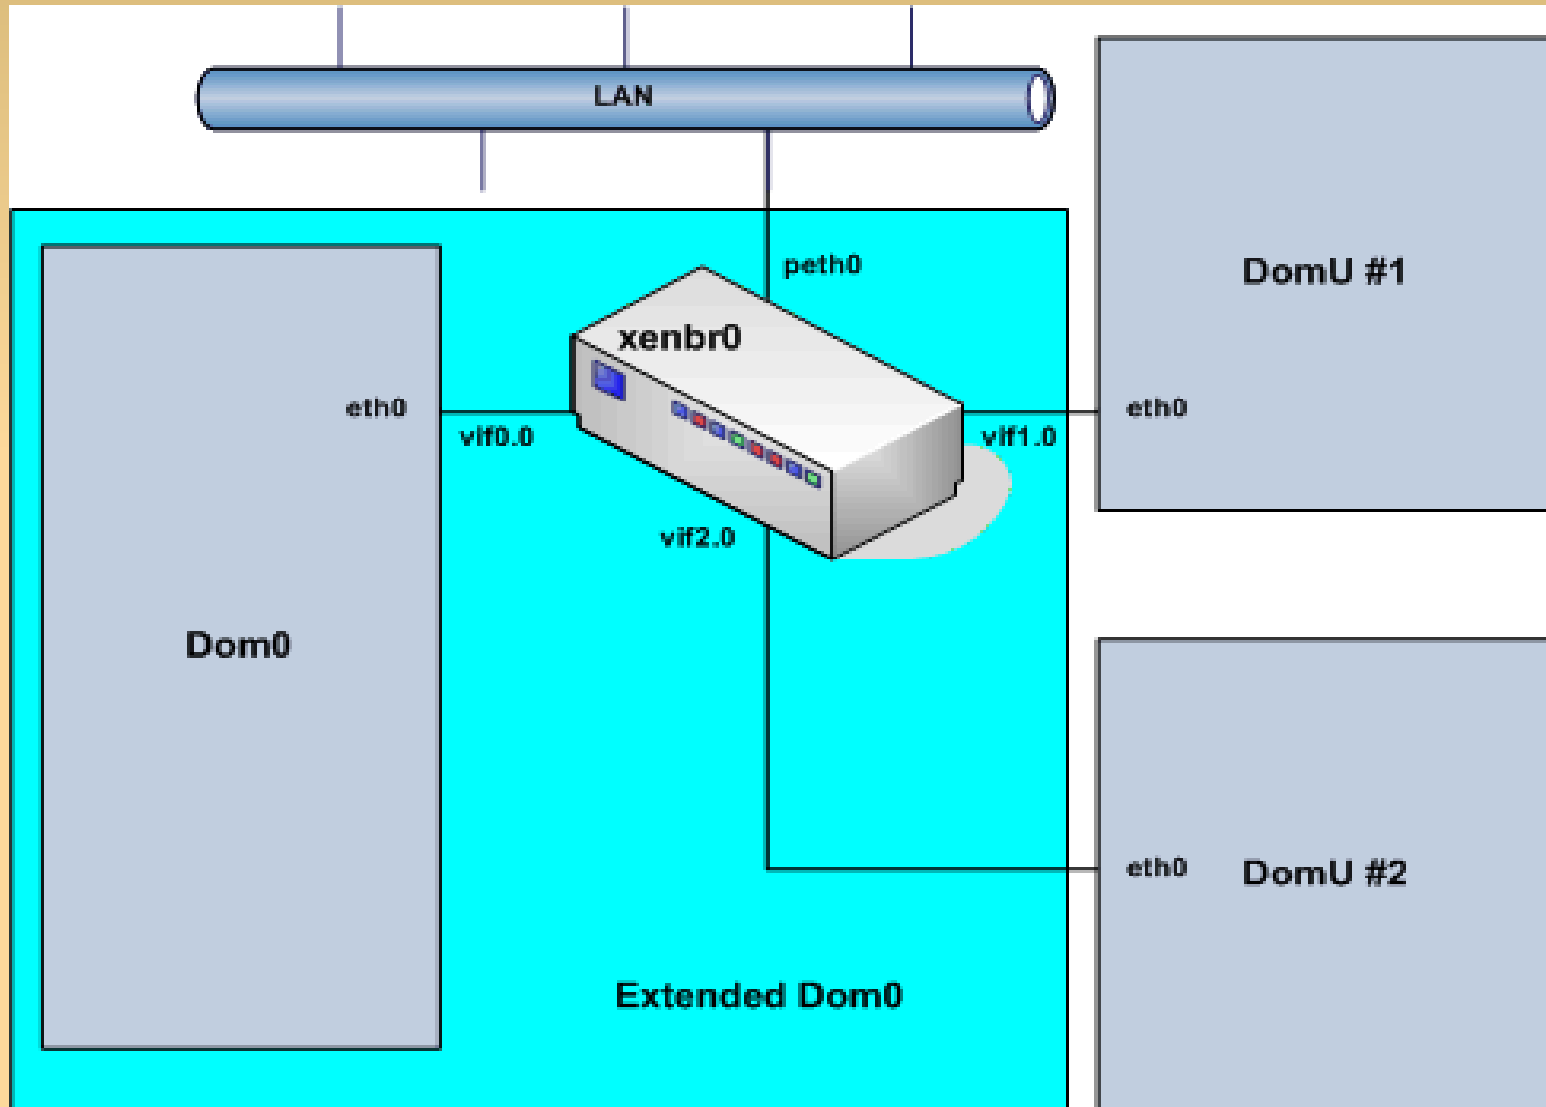 LAN
peth0
DomU #1
xenbr0
eth0
vif0.0
vif1.0
eth0
vif2.0
Dom0
eth0
DomU #2
Extended Dom0